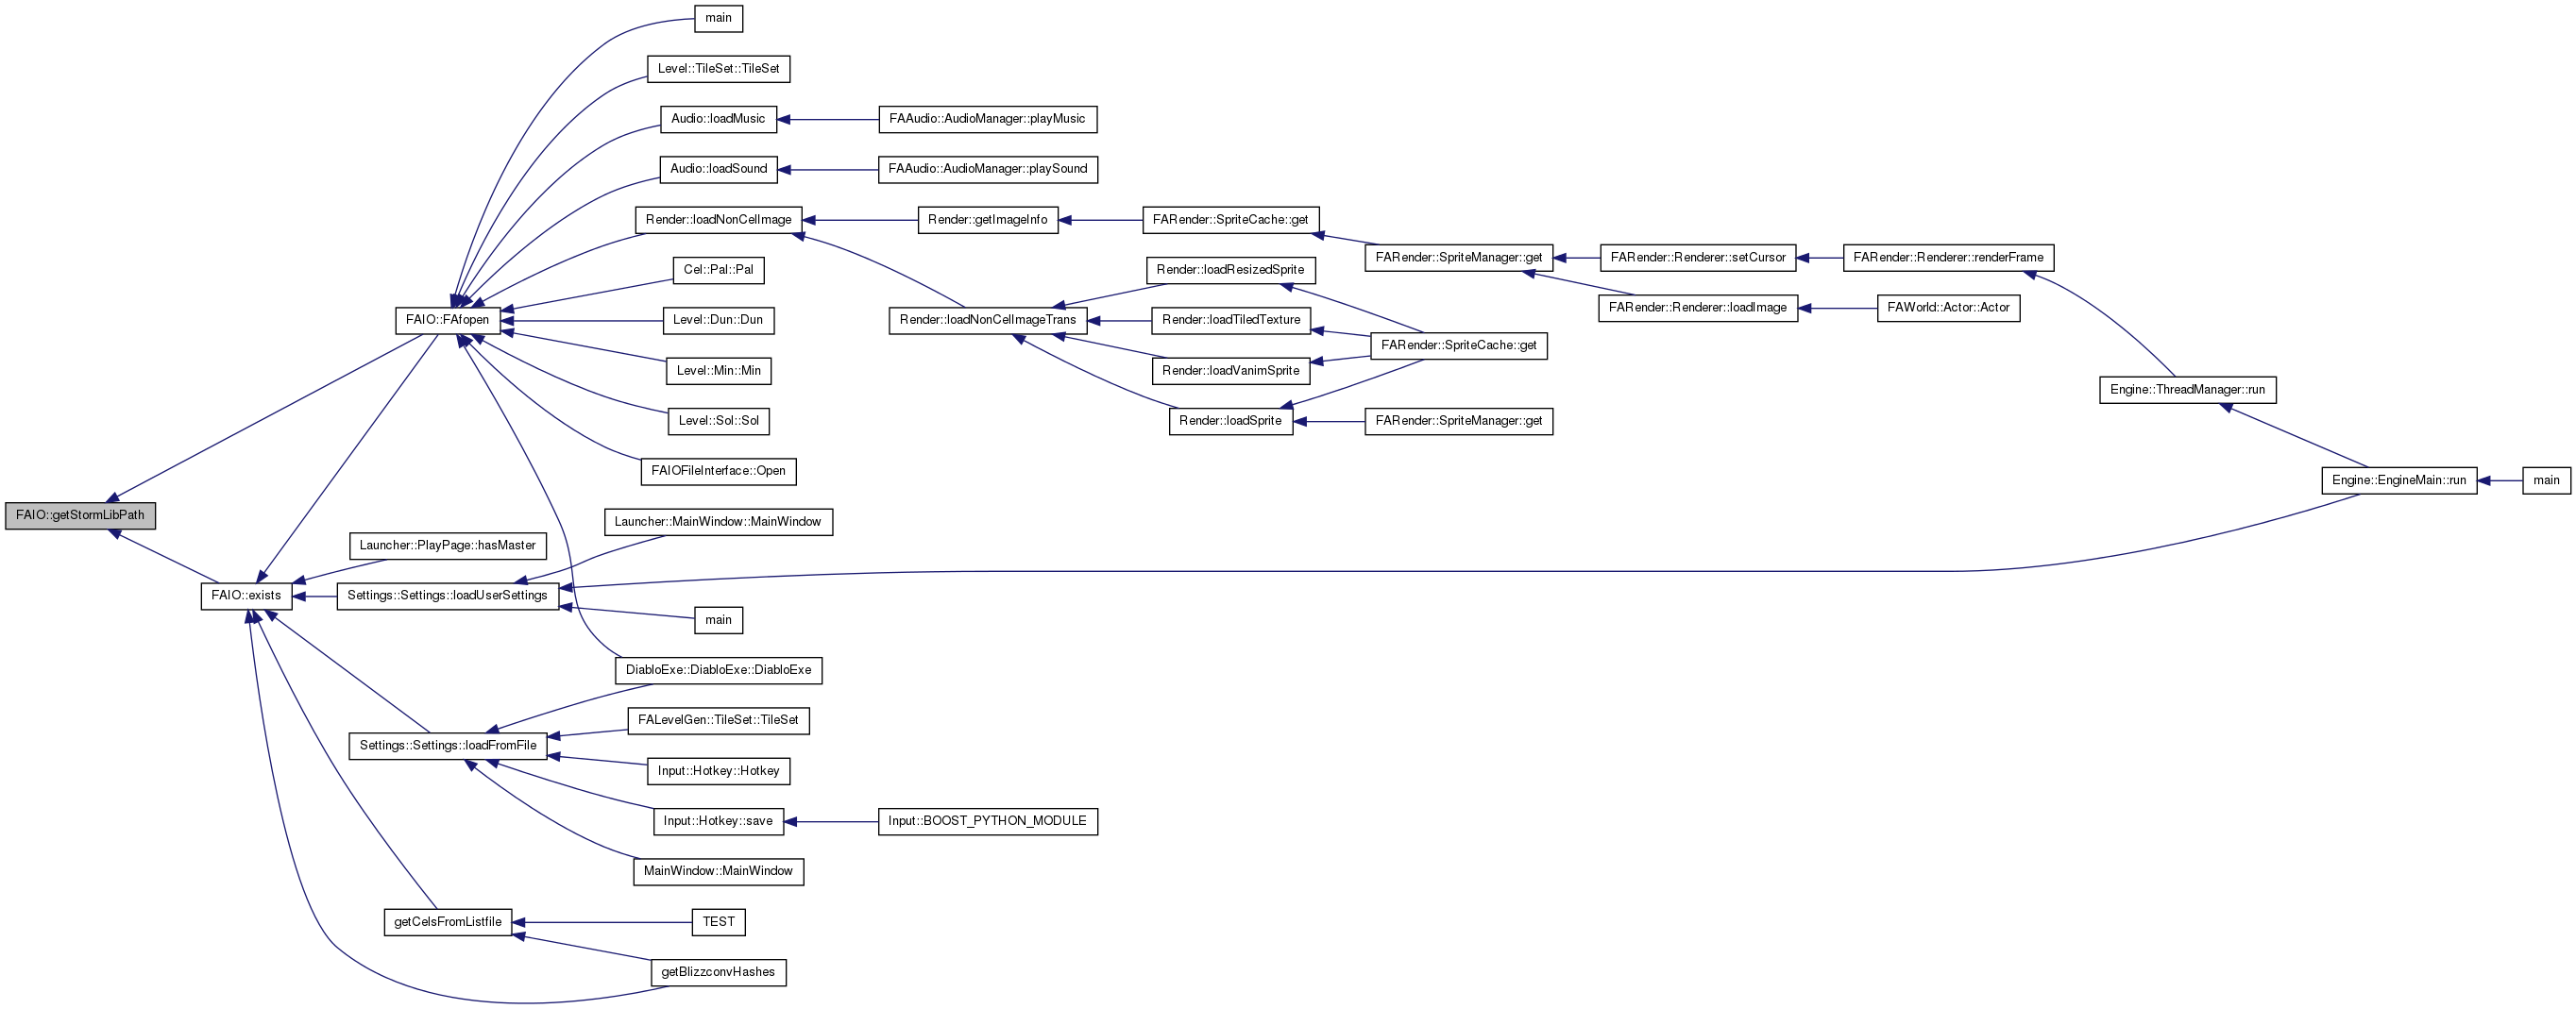 main
Level::TileSet::TileSet
Audio::loadMusic
FAAudio::AudioManager::playMusic
Audio::loadSound
FAAudio::AudioManager::playSound
Render::loadNonCelImage
Render::getImageInfo
FARender::SpriteCache::get
FARender::SpriteManager::get
FARender::Renderer::setCursor
FARender::Renderer::renderFrame
Cel::Pal::Pal
Render::loadResizedSprite
FARender::Renderer::loadImage
FAWorld::Actor::Actor
FAIO::FAfopen
Level::Dun::Dun
Render::loadNonCelImageTrans
Render::loadTiledTexture
FARender::SpriteCache::get
Level::Min::Min
Render::loadVanimSprite
Engine::ThreadManager::run
Level::Sol::Sol
Render::loadSprite
FARender::SpriteManager::get
FAIOFileInterface::Open
Engine::EngineMain::run
main
FAIO::getStormLibPath
Launcher::MainWindow::MainWindow
Launcher::PlayPage::hasMaster
FAIO::exists
Settings::Settings::loadUserSettings
main
DiabloExe::DiabloExe::DiabloExe
FALevelGen::TileSet::TileSet
Settings::Settings::loadFromFile
Input::Hotkey::Hotkey
Input::Hotkey::save
Input::BOOST_PYTHON_MODULE
MainWindow::MainWindow
getCelsFromListfile
TEST
getBlizzconvHashes